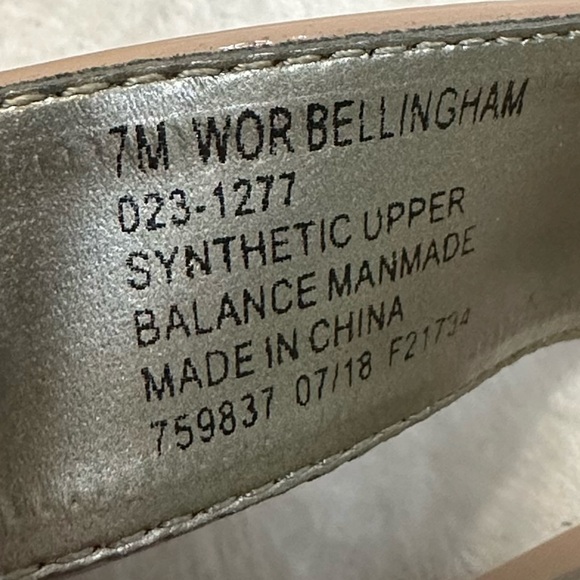 7M WOR BELLINGHAM
023-1277
SYNTHETIC UPPER
BALANCE MANMADE
MADE IN CHINA
759837 07/18 F21734